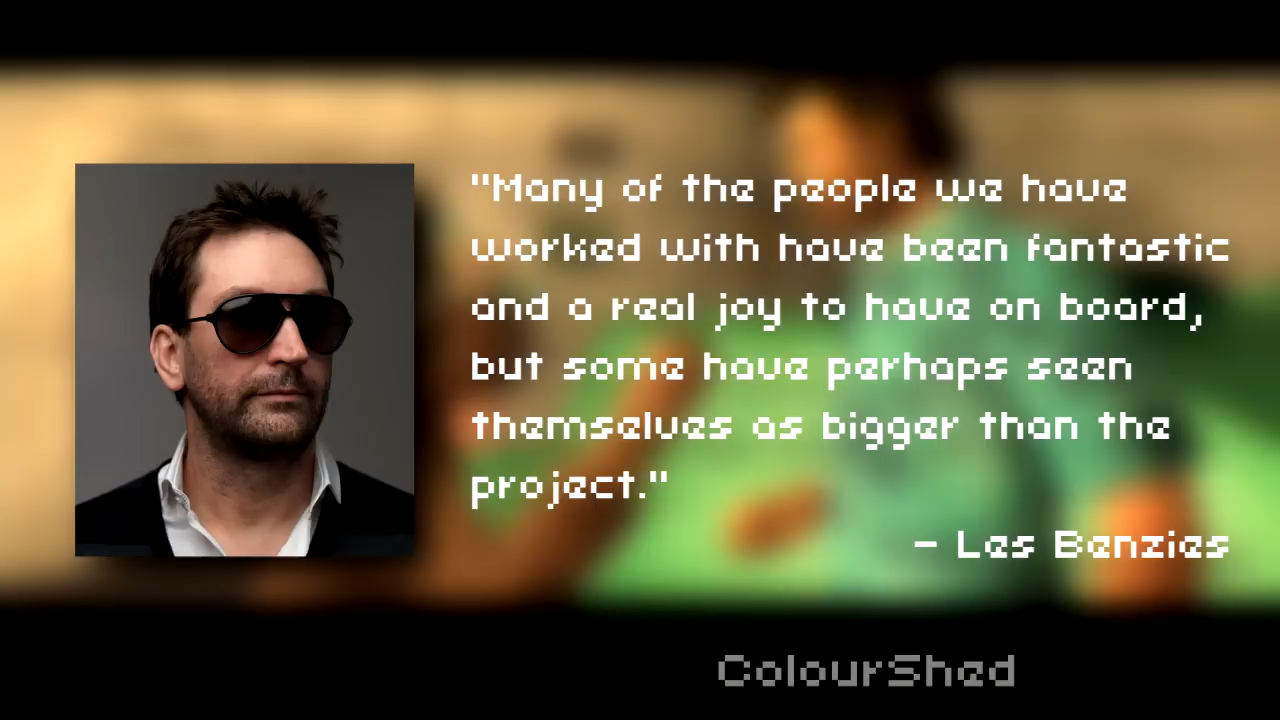 "Many of the people we have
worked with have been fantastic
and a real joy to have on board,
but some have perhaps seen
themselves as bigger than the
project."
- Les Benzies
ColourShed